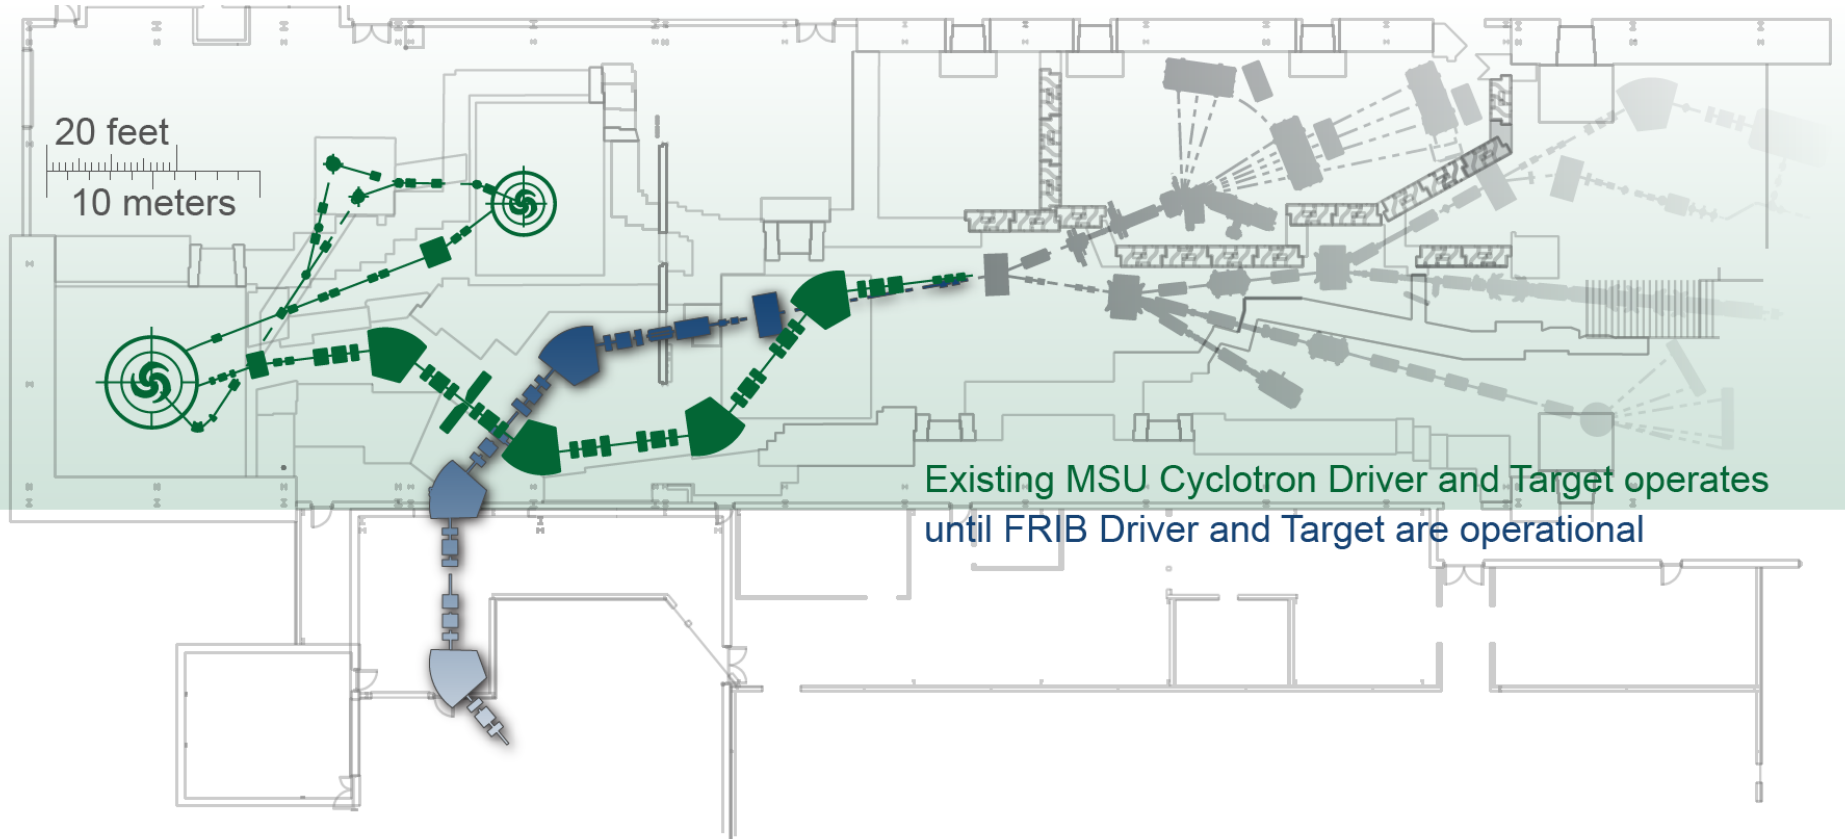 20 feet
10 meters
Existing MSU Cyclotron Driver and Target operates
until FRIB Driver and Target are operational